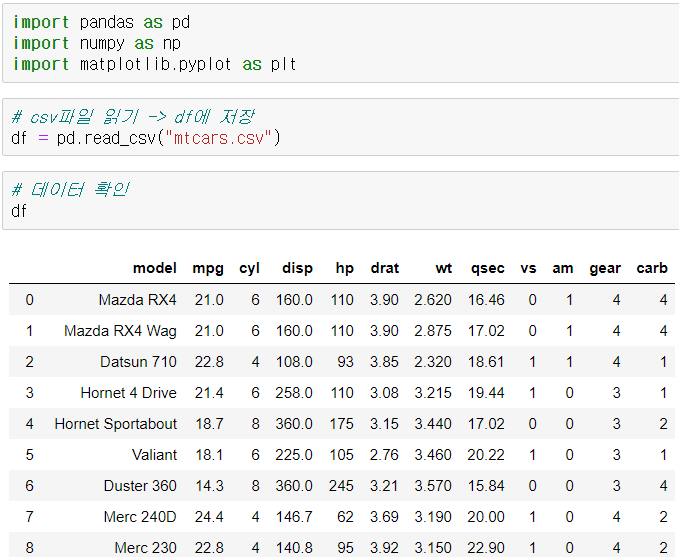 import pandas as pd
import numpy as np
import matplotlib.pyplot as plt
# csv파일 읽기 -> df에 저장
df = pd.read_csv("mtcars.csv")
# 데이터 확인
df
model mpg cyl disp hp drat wt qsec vs am gear carb
0 Mazda RX4 21.0 6 160.0 110 3.90 2.620 16.46 0 1 4 4
1 Mazda RX4 Wag 21.0 6 160.0 110 3.90 2.875 17.02 0 1 4 4
2 Datsun 710 22.8 4 108.0 93 3.85 2.320 18.61 1 1 4 1
3 Hornet 4 Drive 21.4 6 258.0 110 3.08 3.215 19.44 1 0 3 1
4 Hornet Sportabout 18.7 8 360.0 175 3.15 3.440 17.02 0 0 3 2
5 Valiant 18.1 6 225.0 105 2.76 3.460 20.22 1 0 3 1
6 Duster 360 14.3 8 360.0 245 3.21 3.570 15.84 0 0 3 4
7 Merc 240D 24.4 4 146.7 62 3.69 3.190 20.00 1 0 4 2
8 Merc 230 22.8 4 140.8 95 3.92 3.150 22.90 1 0 4 2